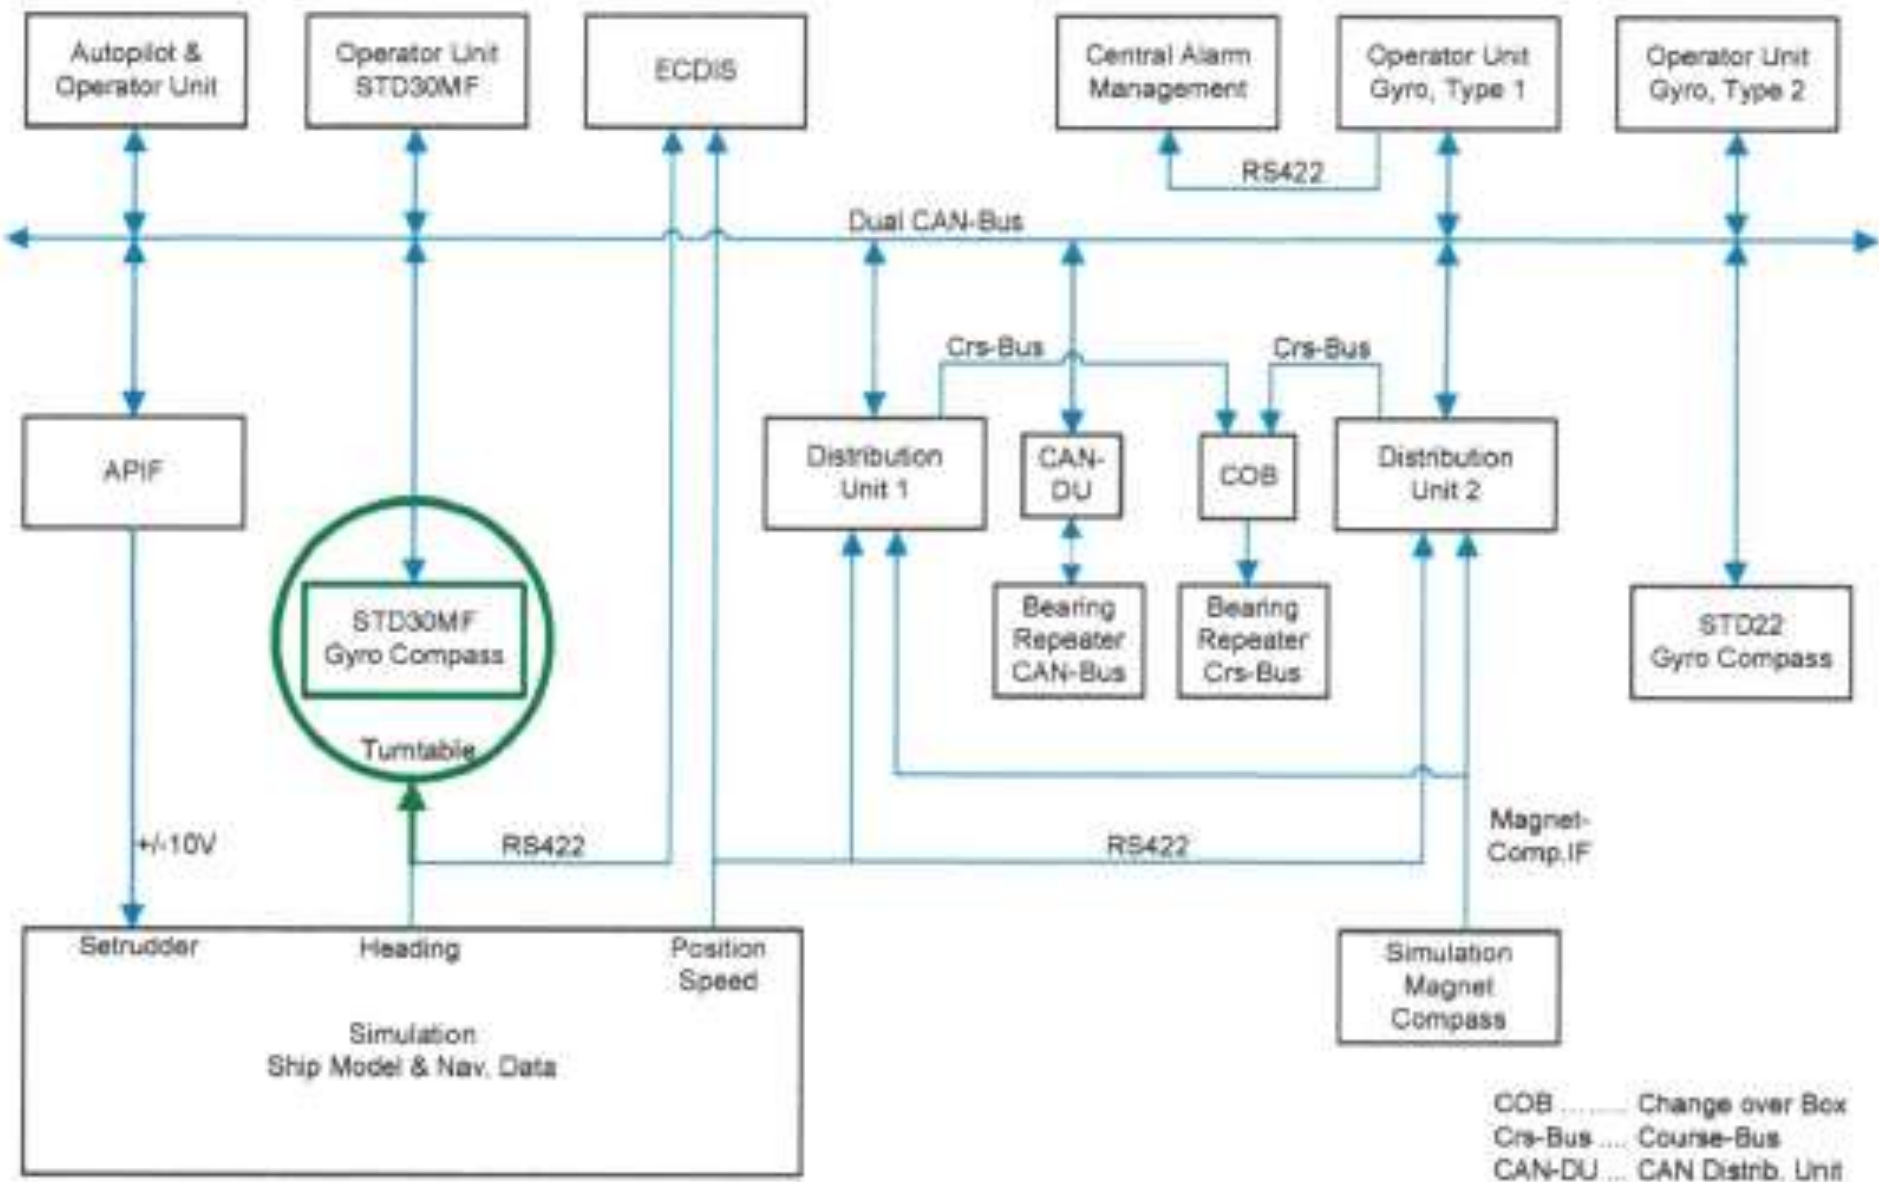 Autopilot &
Operator Unit
Operator Unit
STD30MF
ECDIS
Central Alarm
Management
Operator Unit
Gyro, Type 1
Operator Unit
Gyro, Type 2
RS422
Dual CAN-Bus
Crs-Bus
Crs-Bus
APIF
Distribution
Unit 1
CAN-
DU
COB
Distribution
Unit 2
STD30MF
Gyro Compass
Bearing
Repeater
CAN-Bus
Bearing
Repeater
Crs-Bus
STD22
Gyro Compass
Turntable
+/-10V
RS422
RS422
Magnet-
Comp.IF
Setrudder
Heading
Position
Speed
Simulation
Magnet
Compass
Simulation
Ship Model & Nav. Data
COB ........ Change over Box
Crs-Bus .... Course-Bus
CAN-DU ... CAN Distrib. Unit